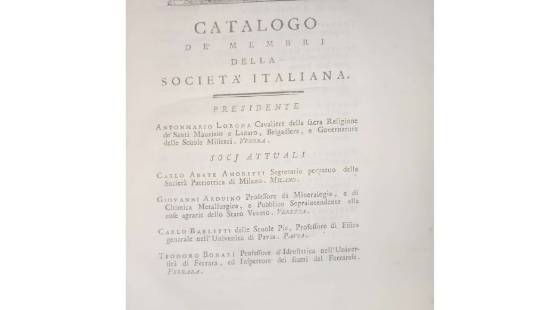 CATALOGO
DE' MEMBRI
DELLA
SOCIETÀ ITALIANA.
PRESIDENTE
ANTONMARIO LORGNA Cavaliere della sacra Religione
de' Santi Maurizio e Lazaro, Brigadiere, e Governatore
delle Scuole Militari. VERONA.
SOCJ ATTUALI
CARLO ABATE AMORETTI Segretario perpetuo della
Società Patriottica di Milano. MILANO.
GIOVANNI ARDUINO Professore di Mineralogia, e di
Chimica Metallurgica, e Pubblico Sopraintendente alle
cose agrarie dello Stato Veneto. VENEZIA.
CARLO BARLETTI delle Scuole Pie, Professore di Fisica
generale nell'Università di Pavia. PAVIA.
TEODORO BONATI Professore d'Idrostatica nell'Univer-
sità di Ferrara, ed Ispettore dei fiumi del Ferrarese.
FERRARA.